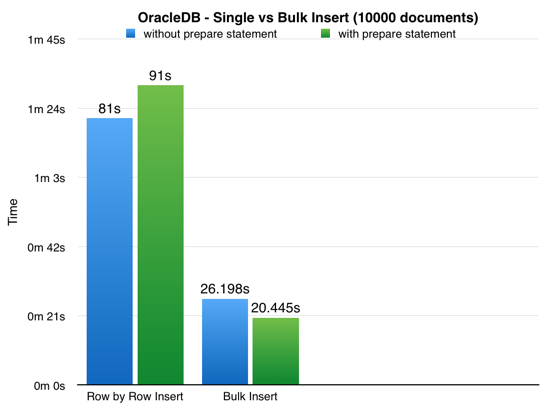 OracleDB - Single vs Bulk Insert (10000 documents)
without prepare statement
with prepare statement
1m 45s
91s
81s
1m 24s
1m 3s
Time
0m 42s
26.198s
20.445s
0m 21s
0m 0s
Row by Row Insert
Bulk Insert